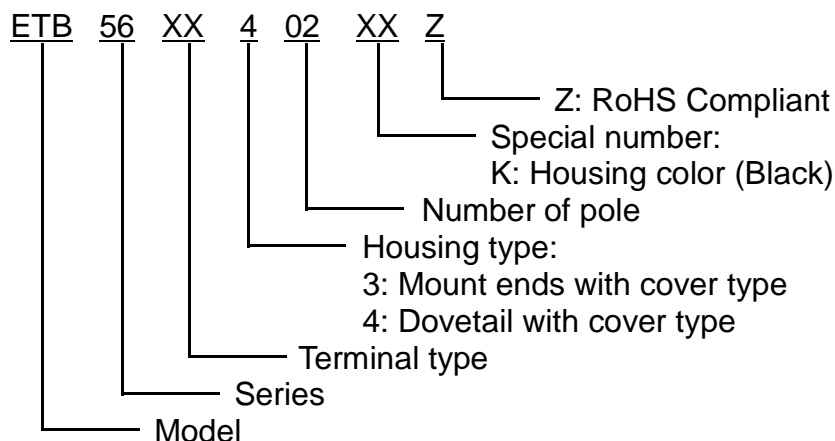 ETB 56 XX 4 02 XX Z
Z: RoHS Compliant
Special number:
K: Housing color (Black)
Number of pole
Housing type:
3: Mount ends with cover type
4: Dovetail with cover type
Terminal type
Series
Model